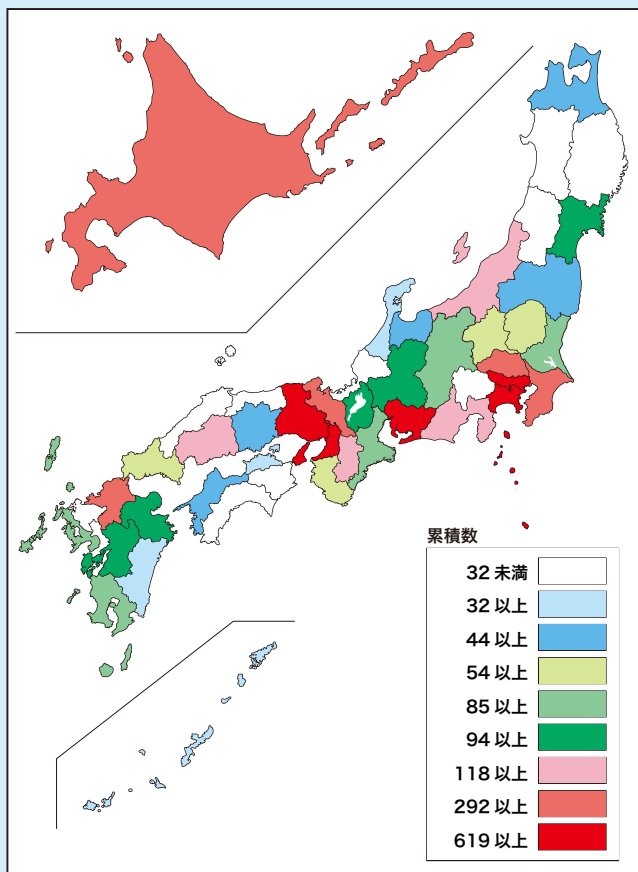 累積数
32 未満
32 以上
44 以上
54 以上
85 以上
94 以上
118 以上
292 以上
619 以上